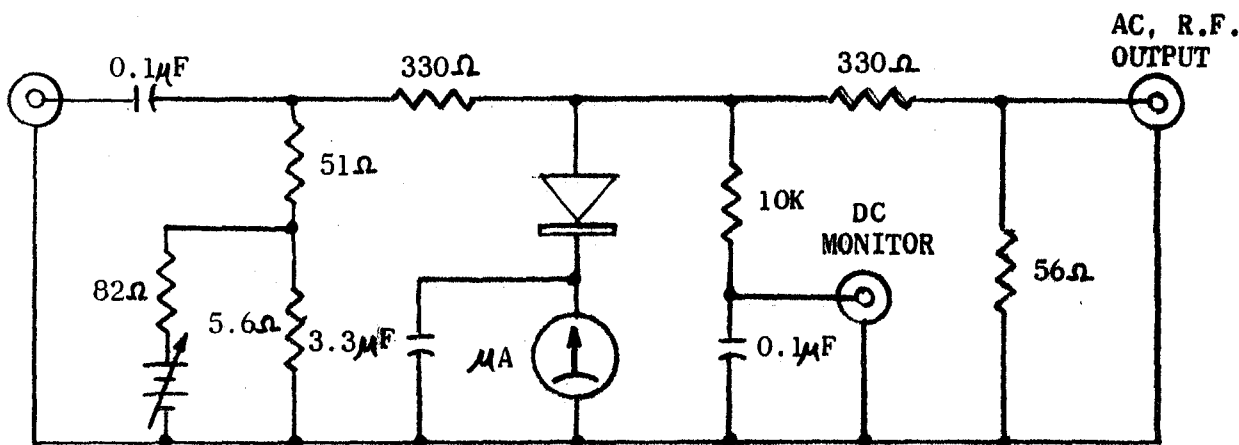 AC, R.F.
OUTPUT
0.1μF
330Ω
330Ω
51Ω
10K
DC
MONITOR
82Ω
5.6Ω
3.3μF
μA
0.1μF
56Ω